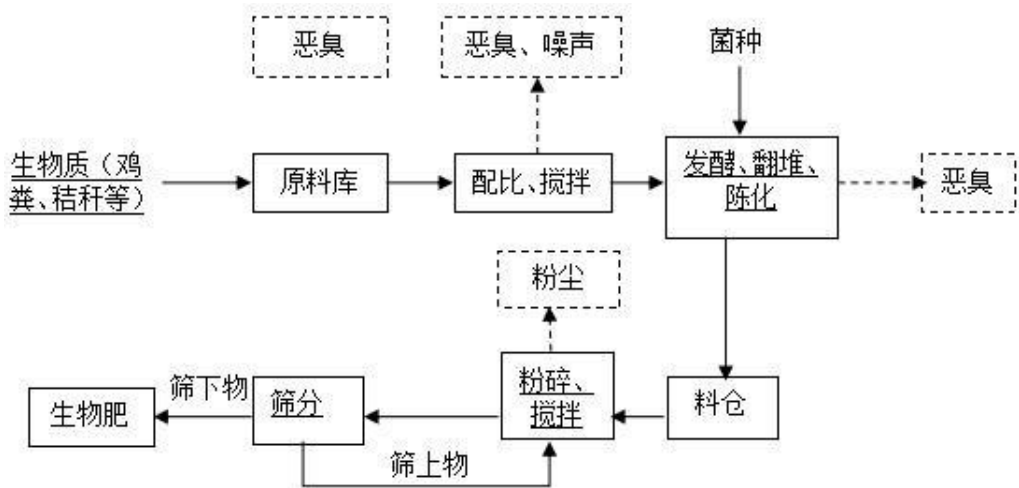 恶臭
恶臭、噪声
菌种
生物质（鸡
粪、秸秆等）
原料库
配比、搅拌
发酵、翻堆、
陈化
恶臭
粉尘
生物肥
筛下物
筛分
粉碎、
搅拌
料仓
筛上物